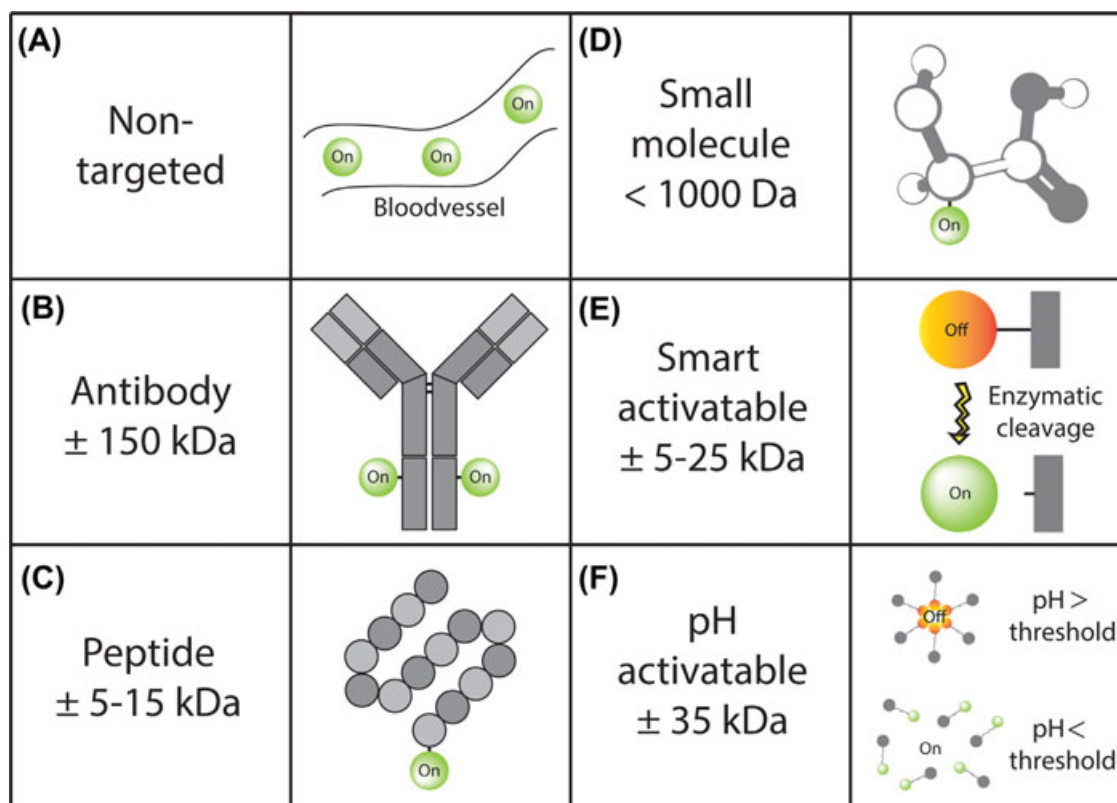 (A)
Non-
targeted
On
On
On
Bloodvessel
(D)
Small
molecule
< 1000 Da
On
(B)
Antibody
± 150 kDa
On
On
(E)
Smart
activatable
± 5-25 kDa
Off
Enzymatic
cleavage
On
(C)
Peptide
± 5-15 kDa
On
(F)
pH
activatable
± 35 kDa
Off
pH >
threshold
On
pH <
threshold